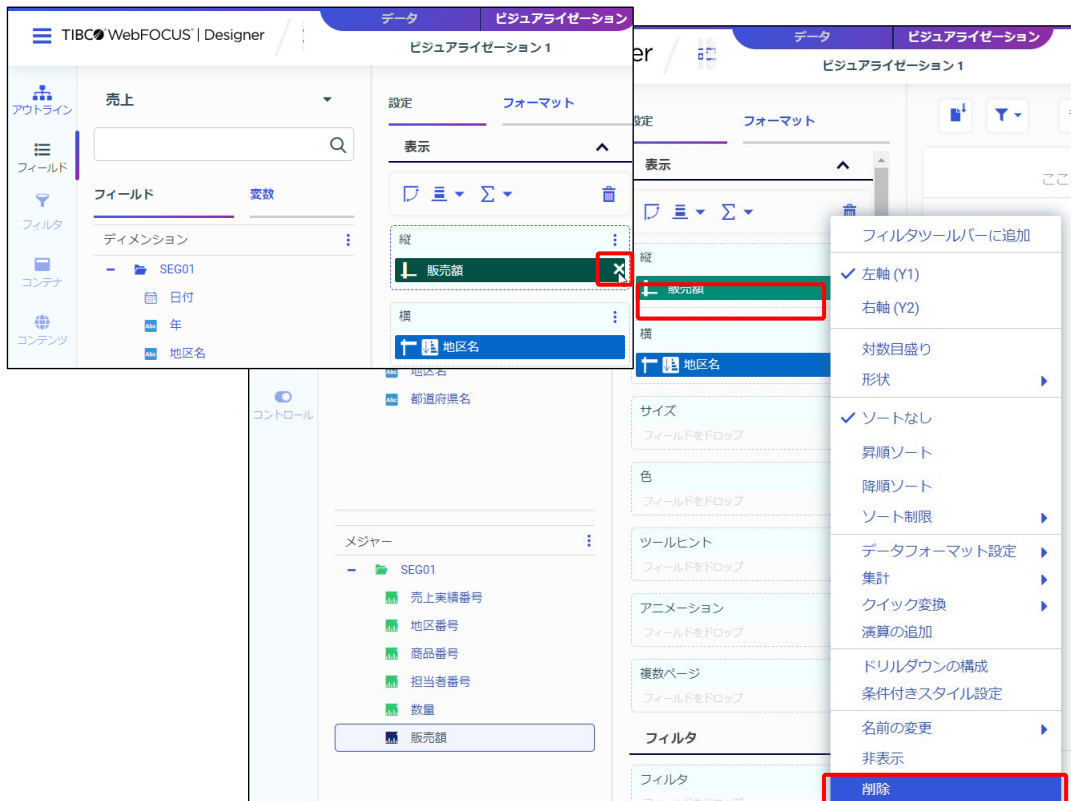 TIBCO WebFOCUS | Designer
データ
ビジュアライゼーション
ビジュアライゼーション 1
アウトライン
フィールド
フィルタ
コンテナ
コンテンツ
売上
フィールド
変数
ディメンション
SEG01
日付
Abc 年
Abc 地区名
設定
フォーマット
表示
縦
販売額
横
地区名
er
データ
ビジュアライゼーション
ビジュアライゼーション 1
コントロール
Abc 地区名
Abc 都道府県名
メジャー
SEG01
売上実績番号
地区番号
商品番号
担当者番号
数量
販売額
設定
フォーマット
表示
縦
販売額
横
地区名
サイズ
フィールドをドロップ
色
フィールドをドロップ
ツールヒント
フィールドをドロップ
アニメーション
フィールドをドロップ
複数ページ
フィールドをドロップ
フィルタ
フィルタ
ここ
フィルタツールバーに追加
左軸 (Y1)
右軸 (Y2)
対数目盛り
形状
ソートなし
昇順ソート
降順ソート
ソート制限
データフォーマット設定
集計
クイック変換
演算の追加
ドリルダウンの構成
条件付きスタイル設定
名前の変更
非表示
削除